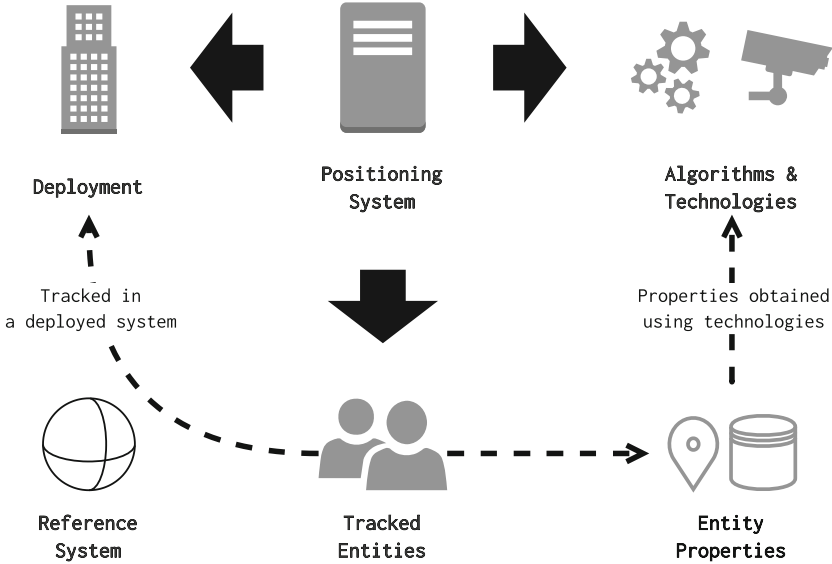 Deployment
Positioning
System
Algorithms &
Technologies
Tracked in
a deployed system
Properties obtained
using technologies
Reference
System
Tracked
Entities
Entity
Properties